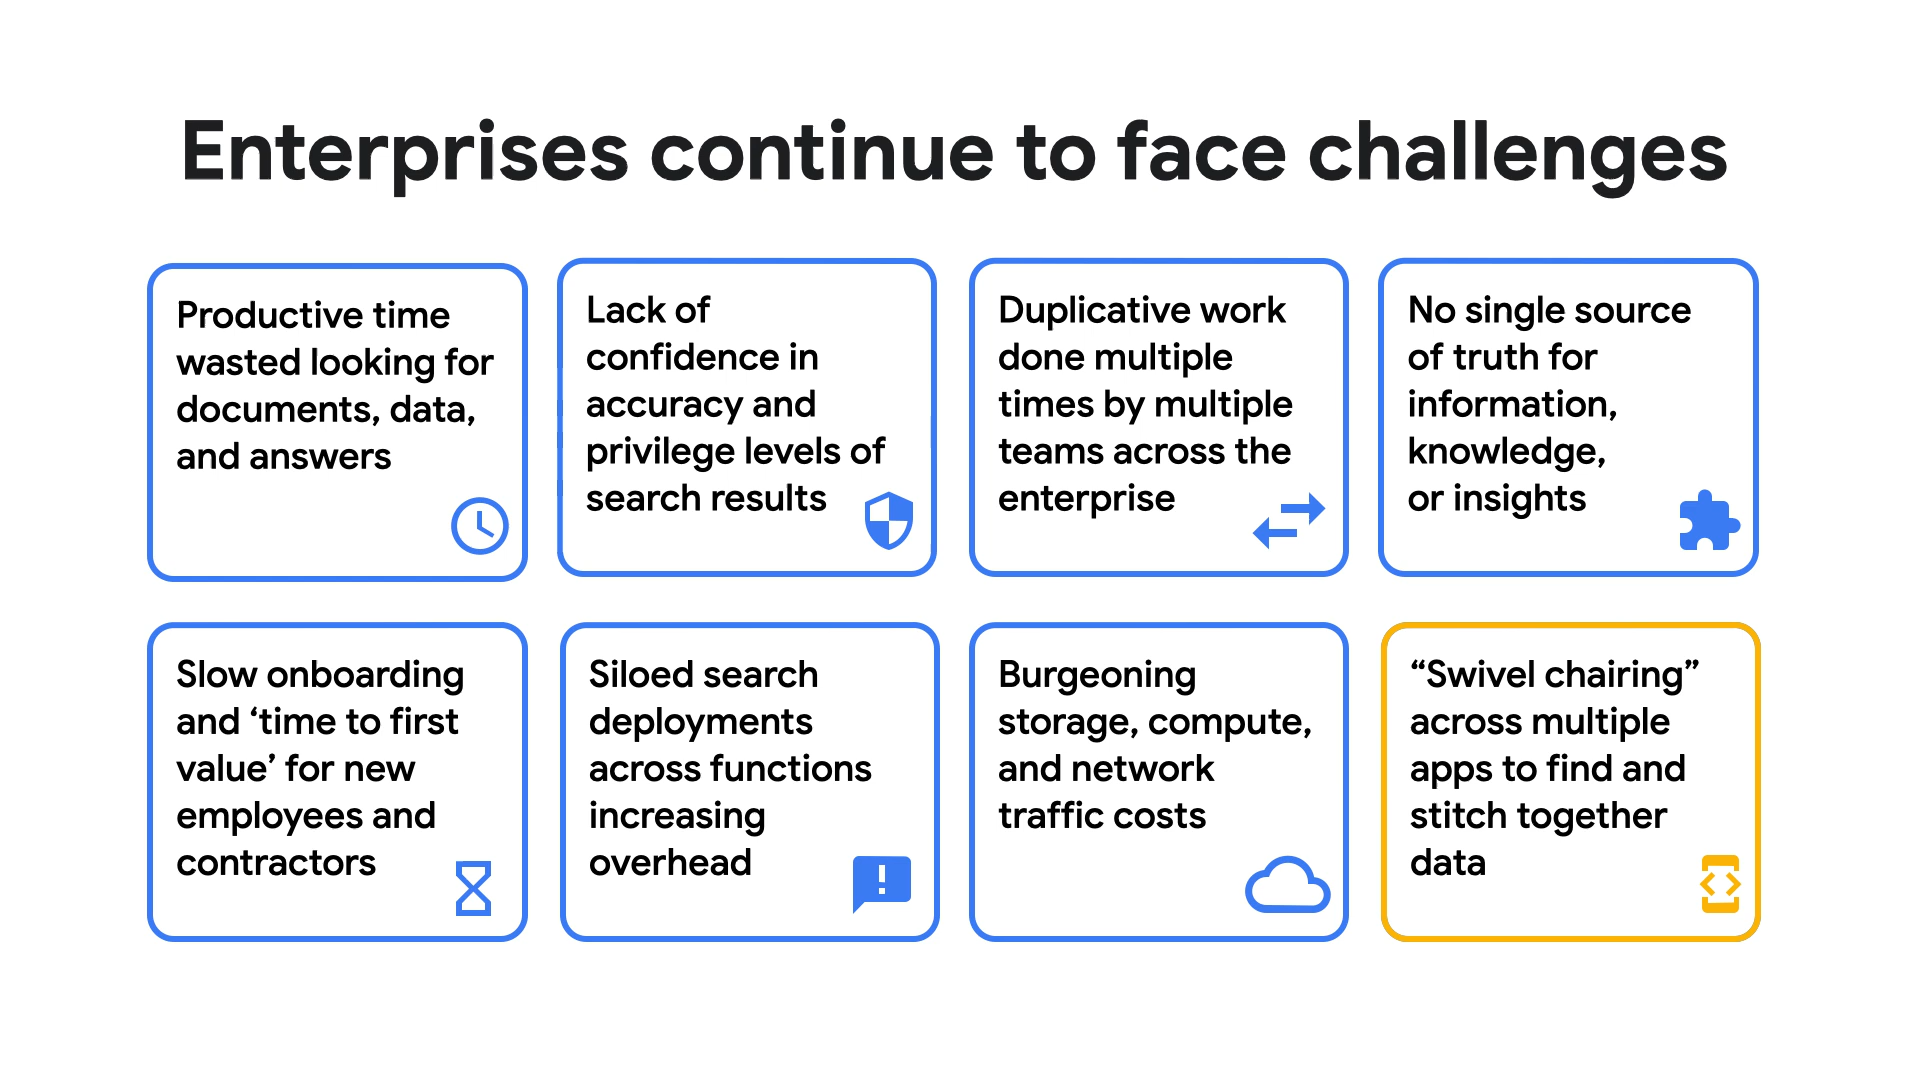 Enterprises continue to face challenges
Productive time
wasted looking for
documents, data,
and answers
Lack of
confidence in
accuracy and
privilege levels of
search results
Duplicative work
done multiple
times by multiple
teams across the
enterprise
No single source
of truth for
information,
knowledge,
or insights
Slow onboarding
and ‘time to first
value’ for new
employees and
contractors
Siloed search
deployments
across functions
increasing
overhead
Burgeoning
storage, compute,
and network
traffic costs
“Swivel chairing”
across multiple
apps to find and
stitch together
data